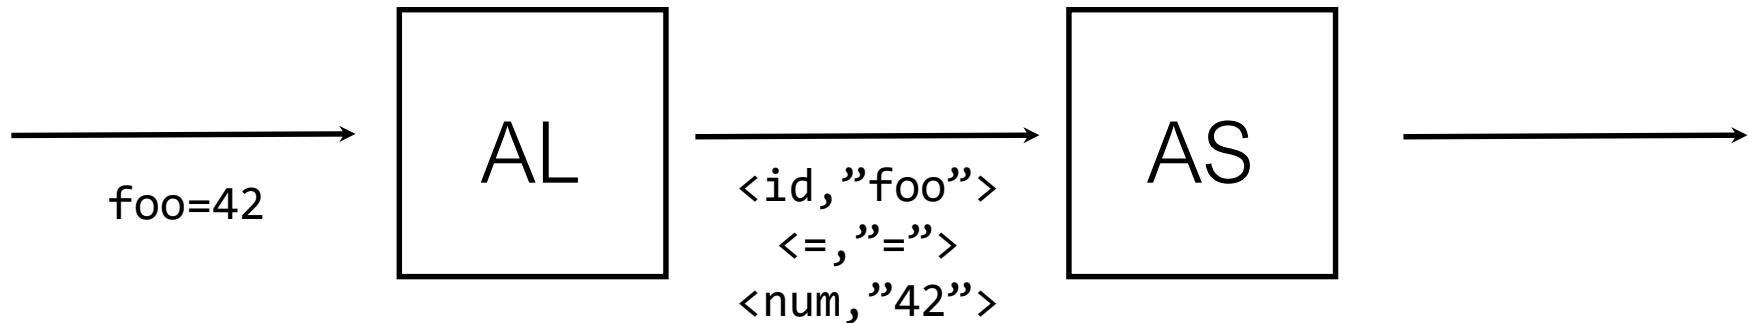 foo=42
AL
<id,”foo”>
<=,”=”>
<num,”42”>
AS